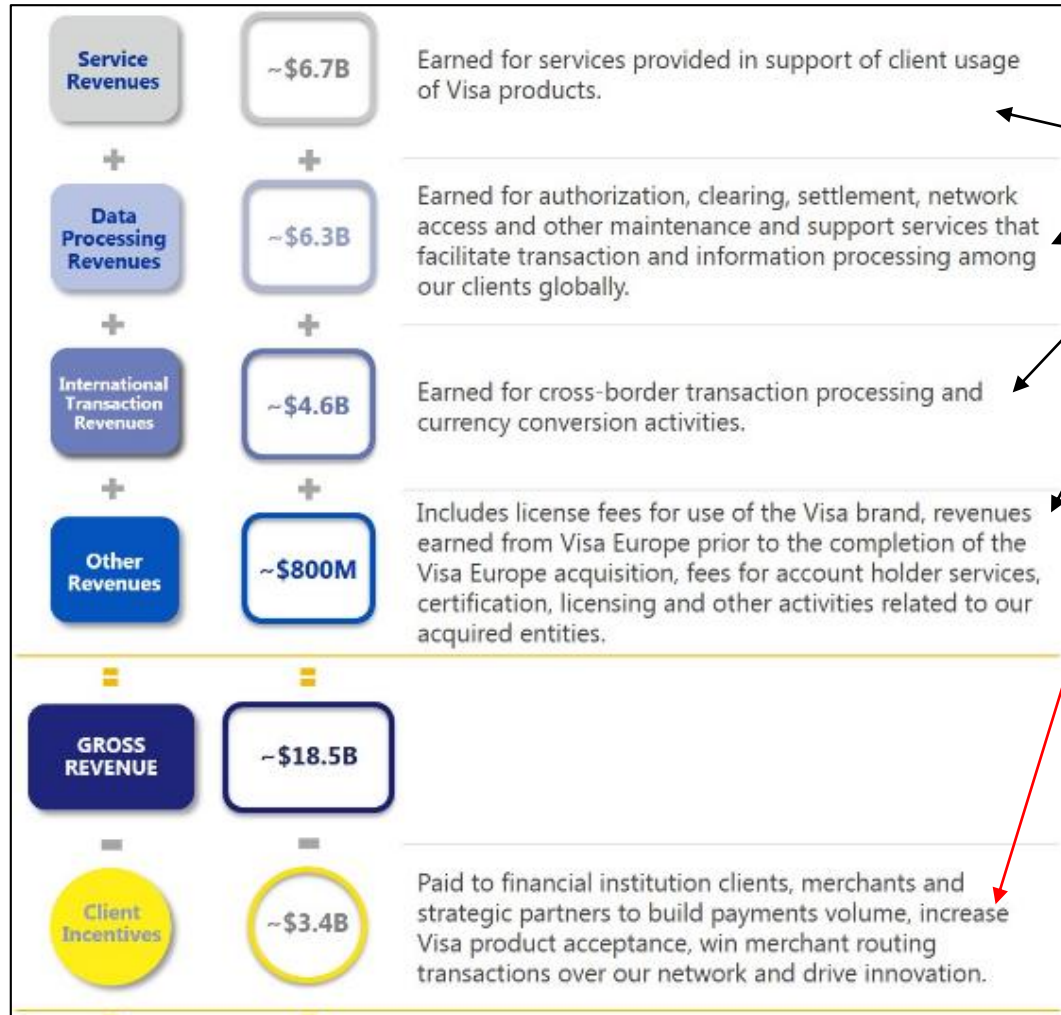 Service
Revenues
~$6.7B
Earned for services provided in support of client usage
of Visa products.
+ +
Data
Processing
Revenues
~$6.3B
Earned for authorization, clearing, settlement, network
access and other maintenance and support services that
facilitate transaction and information processing among
our clients globally.
+ +
International
Transaction
Revenues
~$4.6B
Earned for cross-border transaction processing and
currency conversion activities.
+ +
Other
Revenues
~$800M
Includes license fees for use of the Visa brand, revenues
earned from Visa Europe prior to the completion of the
Visa Europe acquisition, fees for account holder services,
certification, licensing and other activities related to our
acquired entities.
= =
GROSS
REVENUE
~$18.5B
- -
Client
Incentives
~$3.4B
Paid to financial institution clients, merchants and
strategic partners to build payments volume, increase
Visa product acceptance, win merchant routing
transactions over our network and drive innovation.